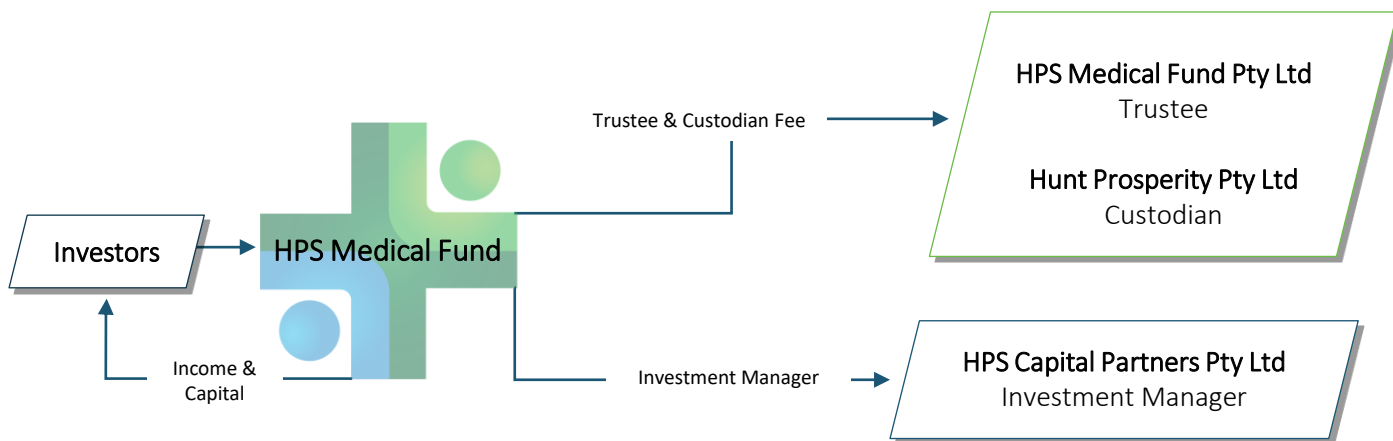 HPS Medical Fund Pty Ltd
Trustee
Trustee & Custodian Fee
Hunt Prosperity Pty Ltd
Custodian
Investors
HPS Medical Fund
Income &
Capital
Investment Manager
HPS Capital Partners Pty Ltd
Investment Manager